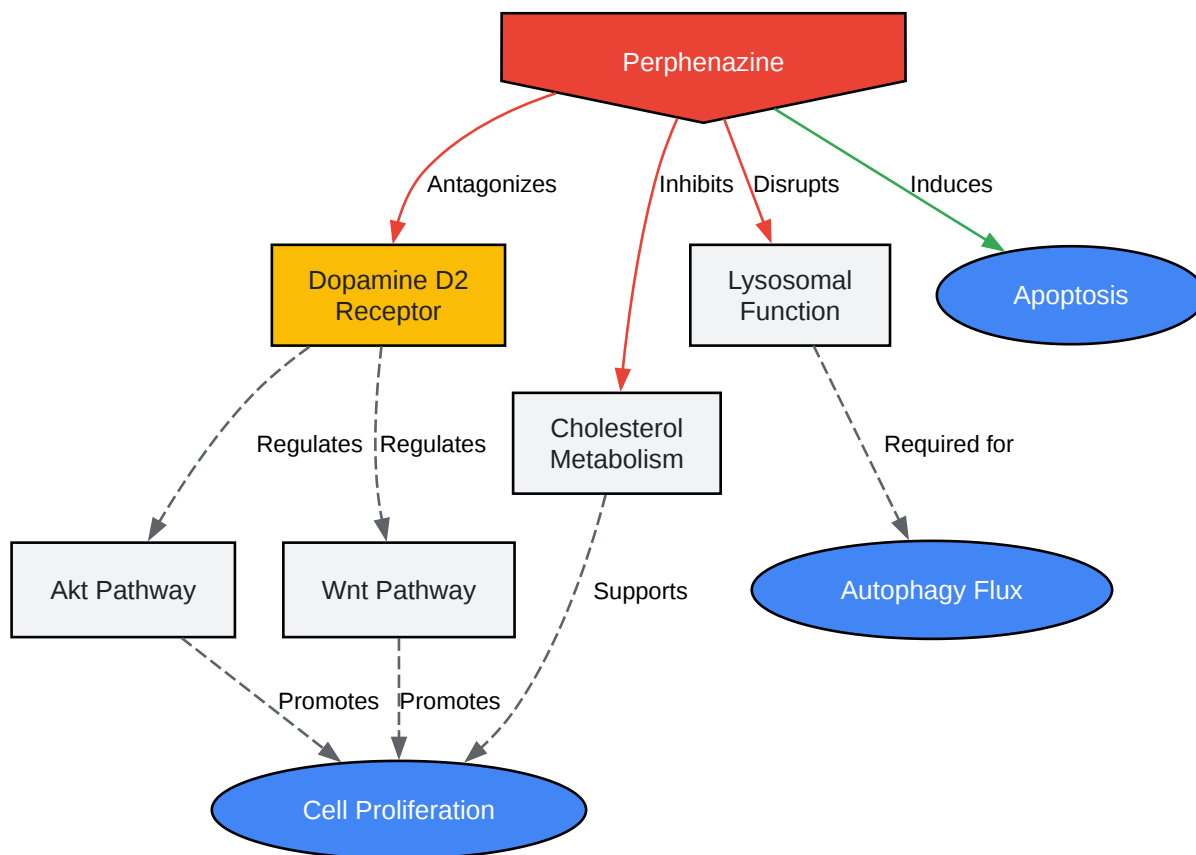 Perphenazine
Antagonizes
Inhibits
Disrupts
Induces
Dopamine D2
Receptor
Lysosomal
Function
Apoptosis
Regulates
Regulates
Cholesterol
Metabolism
Required for
Akt Pathway
Wnt Pathway
Supports
Autophagy Flux
Promotes
Promotes
Cell Proliferation